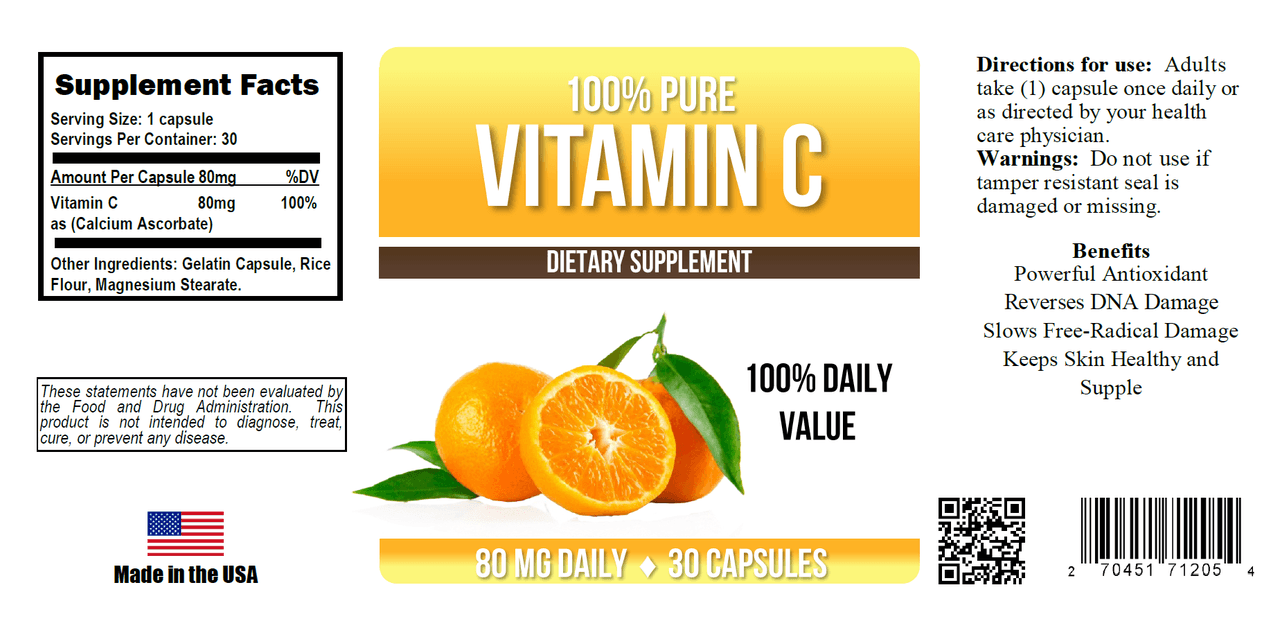 Supplement Facts
Serving Size: 1 capsule
Servings Per Container: 30
Amount Per Capsule 80mg %DV
Vitamin C 80mg 100%
as (Calcium Ascorbate)
Other Ingredients: Gelatin Capsule, Rice
Flour, Magnesium Stearate.
These statements have not been evaluated by
the Food and Drug Administration. This
product is not intended to diagnose, treat,
cure, or prevent any disease.
Made in the USA
100% PURE
VITAMIN C
DIETARY SUPPLEMENT
100% DAILY
VALUE
80 MG DAILY ♦ 30 CAPSULES
Directions for use: Adults
take (1) capsule once daily or
as directed by your health
care physician.
Warnings: Do not use if
tamper resistant seal is
damaged or missing.
Benefits
Powerful Antioxidant
Reverses DNA Damage
Slows Free-Radical Damage
Keeps Skin Healthy and
Supple
2 70451 71205 4